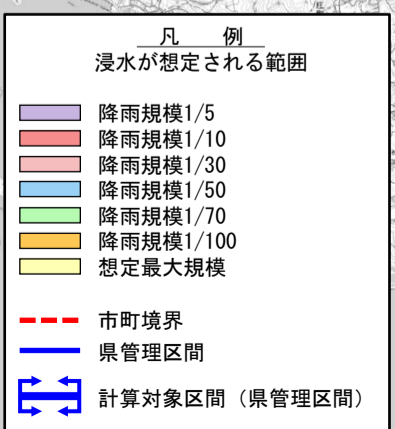 凡　例
浸水が想定される範囲
降雨規模1/5
降雨規模1/10
降雨規模1/30
降雨規模1/50
降雨規模1/70
降雨規模1/100
想定最大規模
市町境界
県管理区間
計算対象区間（県管理区間）